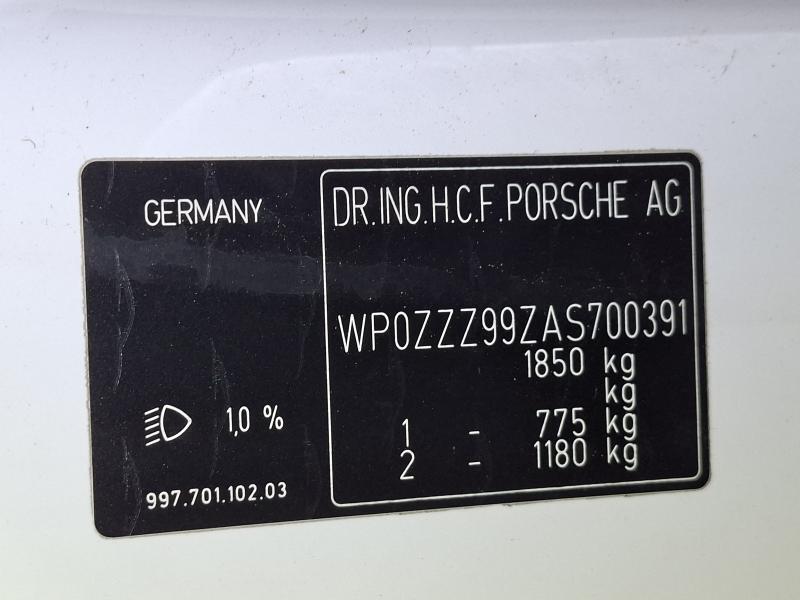 GERMANY
DR.ING.H.C.F.PORSCHE AG
WP0ZZZ99ZAS700391
1850 kg
kg
1 - 775 kg
2 - 1180 kg
1,0 %
997.701.102.03